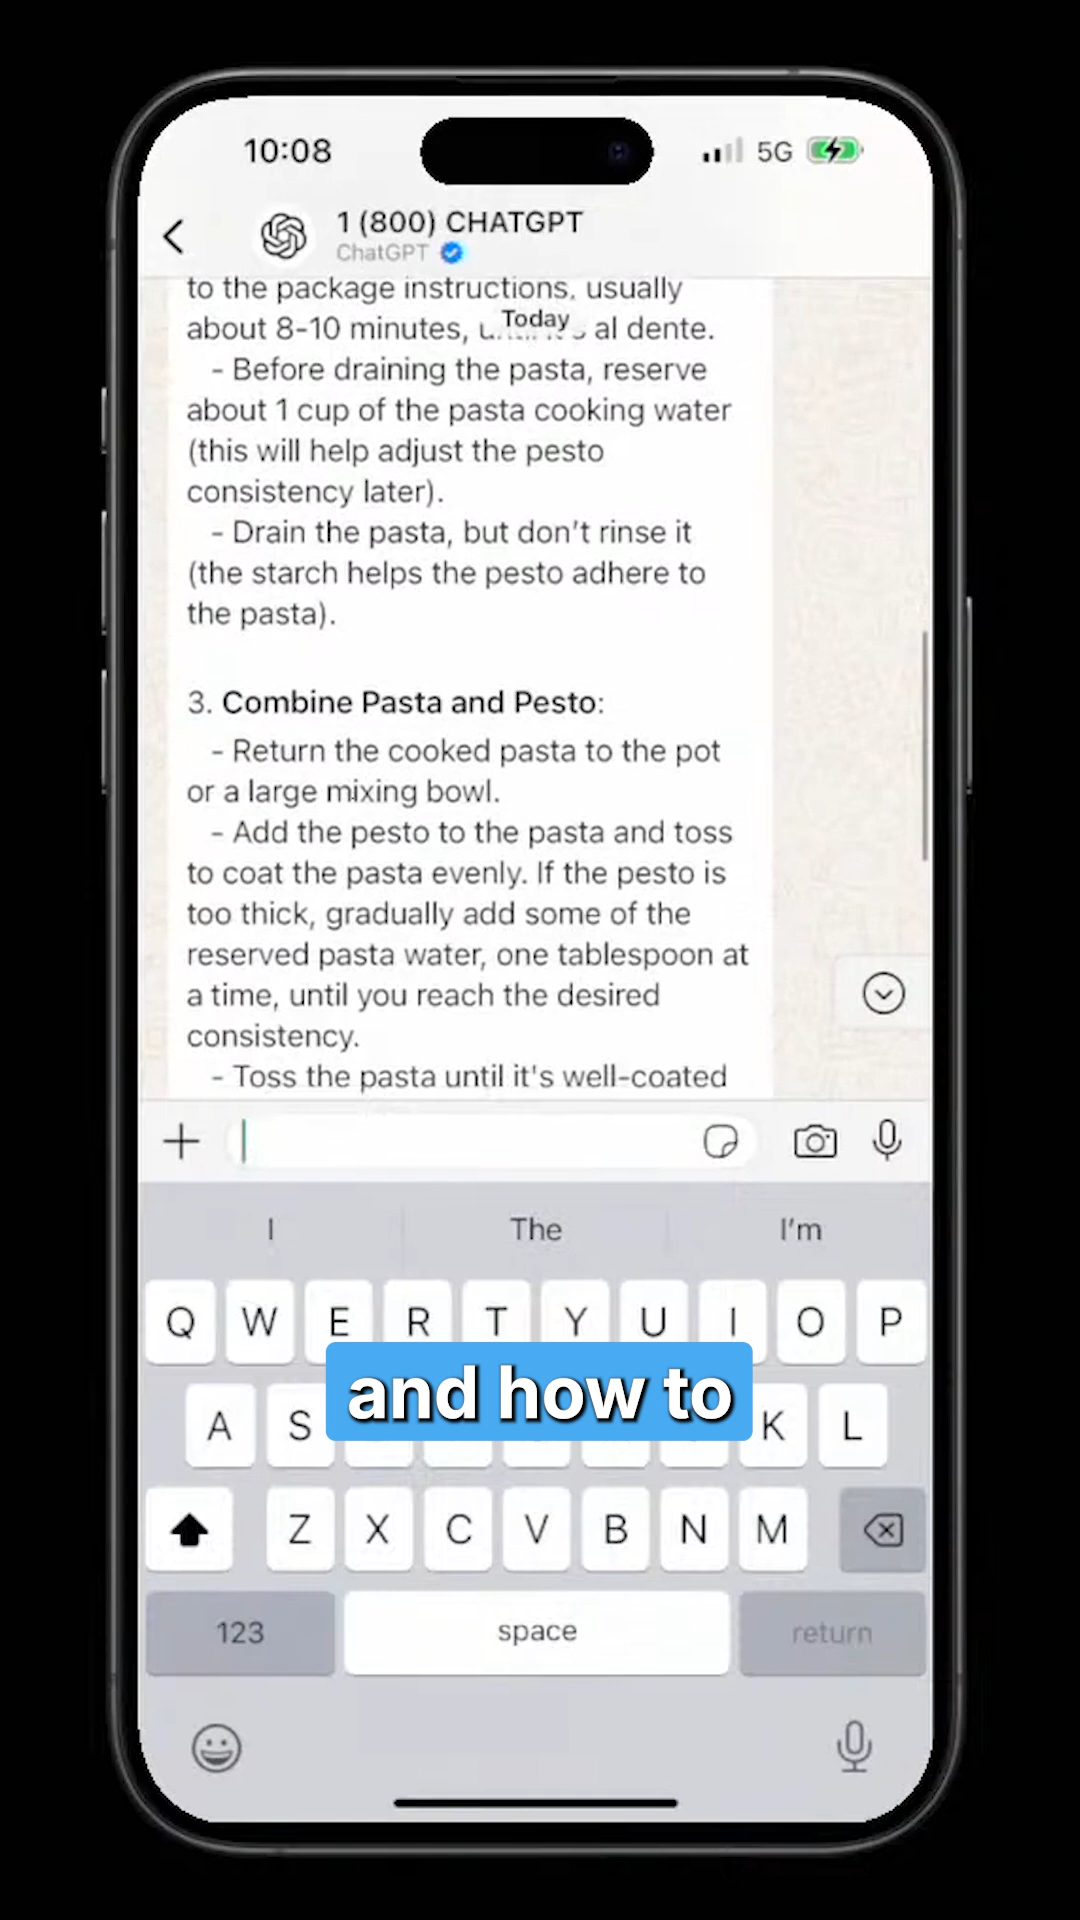 10:08
5G
1 (800) CHATGPT
ChatGPT
to the package instructions, usually
Today
about 8-10 minutes, al dente.
- Before draining the pasta, reserve
about 1 cup of the pasta cooking water
(this will help adjust the pesto
consistency later).
- Drain the pasta, but don't rinse it
(the starch helps the pesto adhere to
the pasta).
3. Combine Pasta and Pesto:
- Return the cooked pasta to the pot
or a large mixing bowl.
- Add the pesto to the pasta and toss
to coat the pasta evenly. If the pesto is
too thick, gradually add some of the
reserved pasta water, one tablespoon at
a time, until you reach the desired
consistency.
- Toss the pasta until it's well-coated
I The I'm
Q W E R T Y U I O P
and how to
A S K L
Z X C V B N M
123 space return